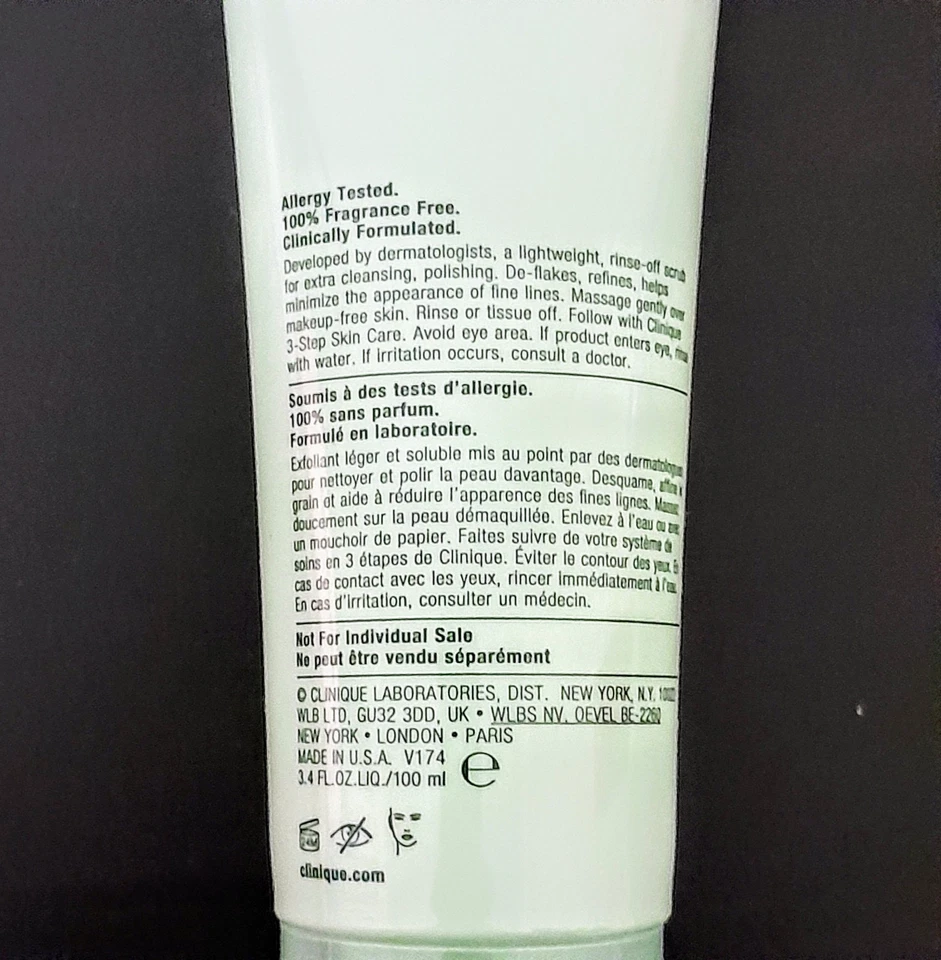 Allergy Tested.
100% Fragrance Free.
Clinically Formulated.
Developed by dermatologists, a lightweight, rinse-off scrub
for extra cleansing, polishing. De-flakes, refines, helps
minimize the appearance of fine lines. Massage gently over
makeup-free skin. Rinse or tissue off. Follow with Clinique
3-Step Skin Care. Avoid eye area. If product enters eye, rinse
with water. If irritation occurs, consult a doctor.
Soumis à des tests d'allergie.
100% sans parfum.
Formulé en laboratoire.
Exfoliant léger et soluble mis au point par des
pour nettoyer et polir la peau davantage. Desquame, affine
grain et aide à réduire l'apparence des fines lignes.
doucement sur la peau démaquillée. Enlevez à l'eau ou avec
un mouchoir de papier. Faites suivre de votre système de
soins en 3 étapes de Clinique. Éviter le contour des yeux. En
cas de contact avec les yeux, rincer immédiatement à l'eau.
En cas d'irritation, consulter un médecin.
Not For Individual Sale
Ne peut être vendu séparément
© CLINIQUE LABORATORIES, DIST. NEW YORK, N.Y.
WLB LTD, GU32 3DD, UK • WLBS NV. OEVEL BE-2260
NEW YORK • LONDON • PARIS
MADE IN U.S.A. V174
3.4 FL.OZ.LIQ./100 ml e
24M
clinique.com